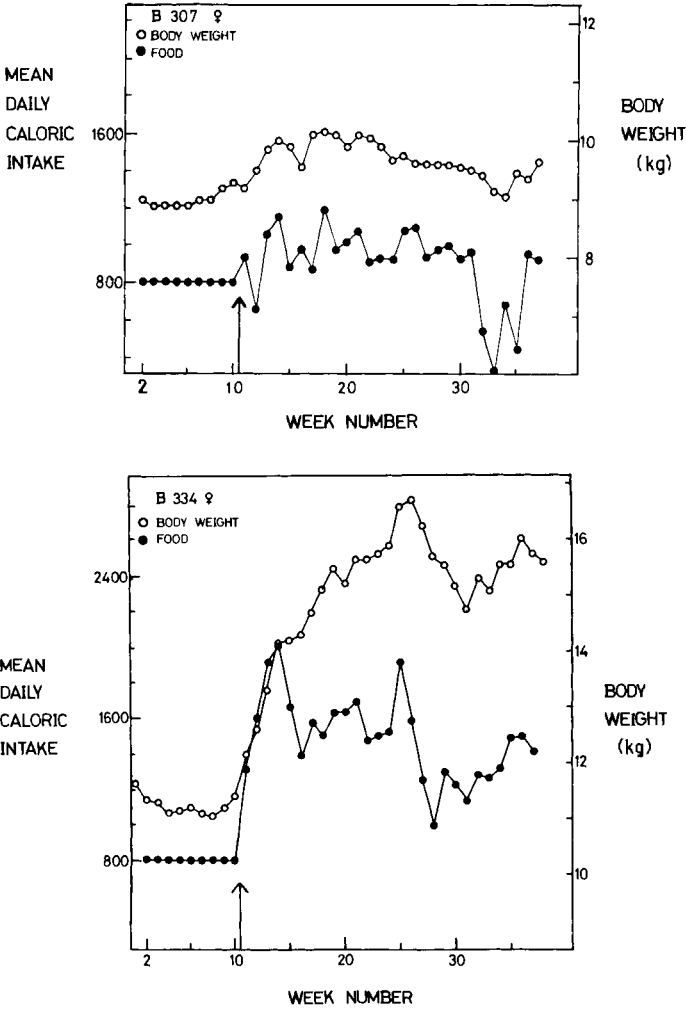 B 307 ♀
BODY WEIGHT
FOOD
MEAN
DAILY
CALORIC
INTAKE
1600
800
12
10
8
BODY
WEIGHT
(kg)
2
10
20
30
WEEK NUMBER
B 334 ♀
BODY WEIGHT
FOOD
MEAN
DAILY
CALORIC
INTAKE
2400
1600
800
16
14
12
10
BODY
WEIGHT
(kg)
2
10
20
30
WEEK NUMBER